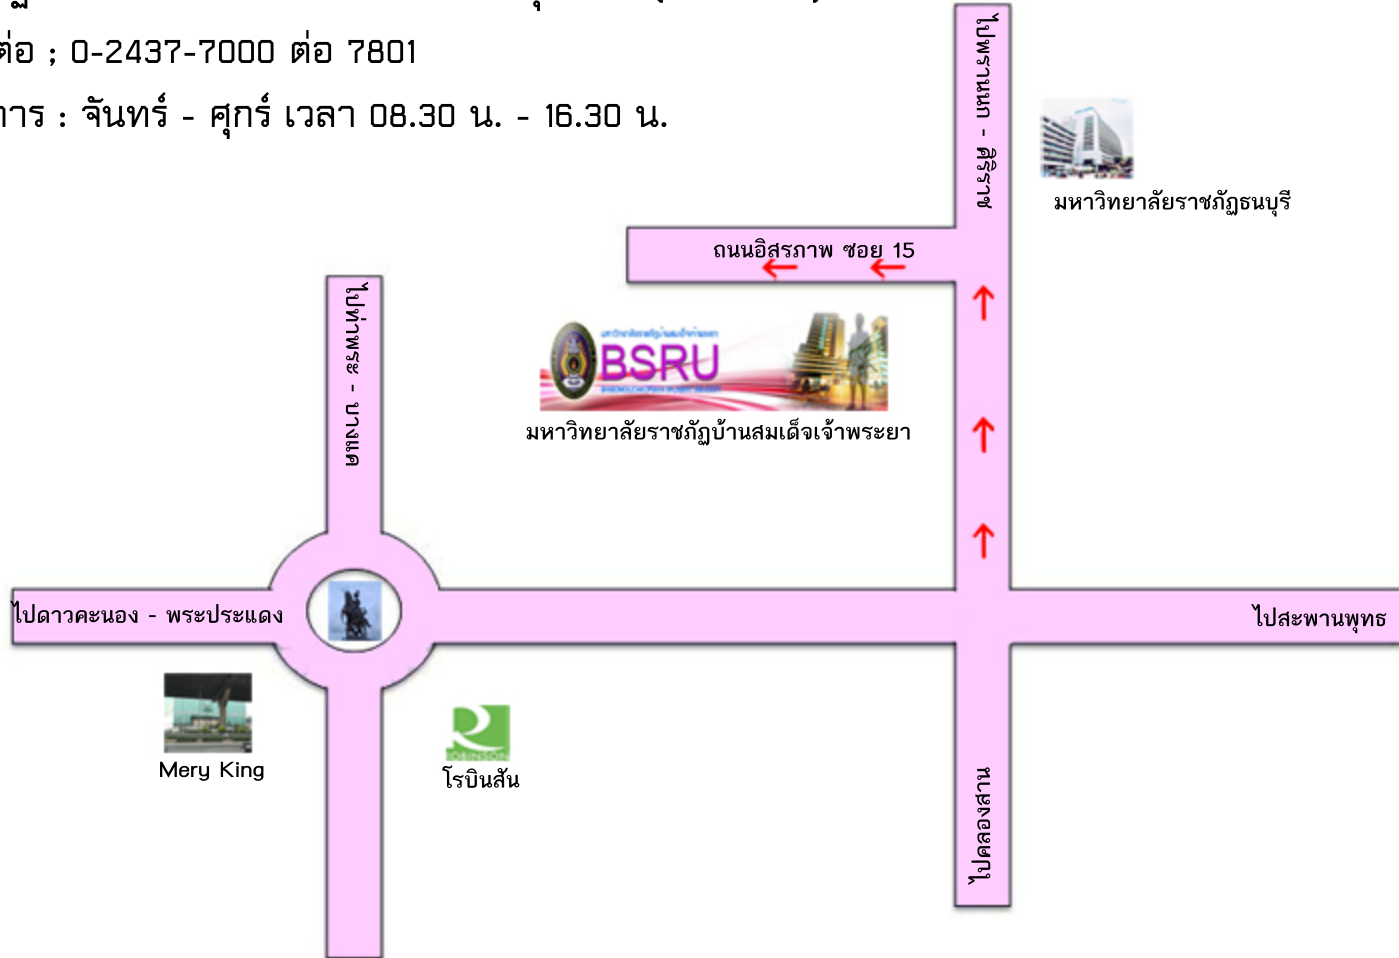 ต่อ ; 0-2437-7000 ต่อ 7801
การ : จันทร์ - ศุกร์ เวลา 08.30 น. - 16.30 น.
ไปพรานนก - ศิริราช
มหาวิทยาลัยราชภัฏธนบุรี
ถนนอิสรภาพ ซอย 15
ไปท่าพระ - บางแค
BSRU
มหาวิทยาลัยราชภัฏบ้านสมเด็จเจ้าพระยา
ไปดาวคะนอง - พระประแดง
ไปสะพานพุทธ
Mery King
ROBINSON
โรบินสัน
ไปคลองสาน